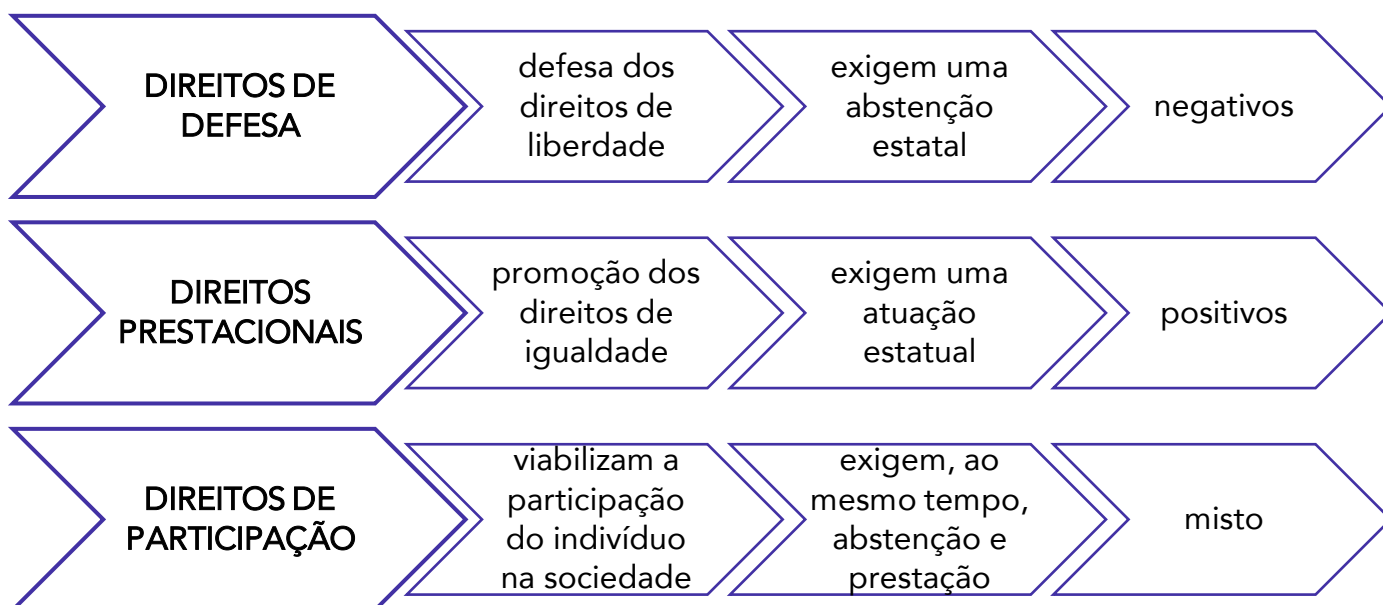 DIREITOS DE
DEFESA
defesa dos
direitos de
liberdade
exigem uma
abstenção
estatal
negativos
DIREITOS
PRESTACIONAIS
promoção dos
direitos de
igualdade
exigem uma
atuação
estatual
positivos
DIREITOS DE
PARTICIPAÇÃO
viabilizam a
participação
do indivíduo
na sociedade
exigem, ao
mesmo tempo,
abstenção e
prestação
misto